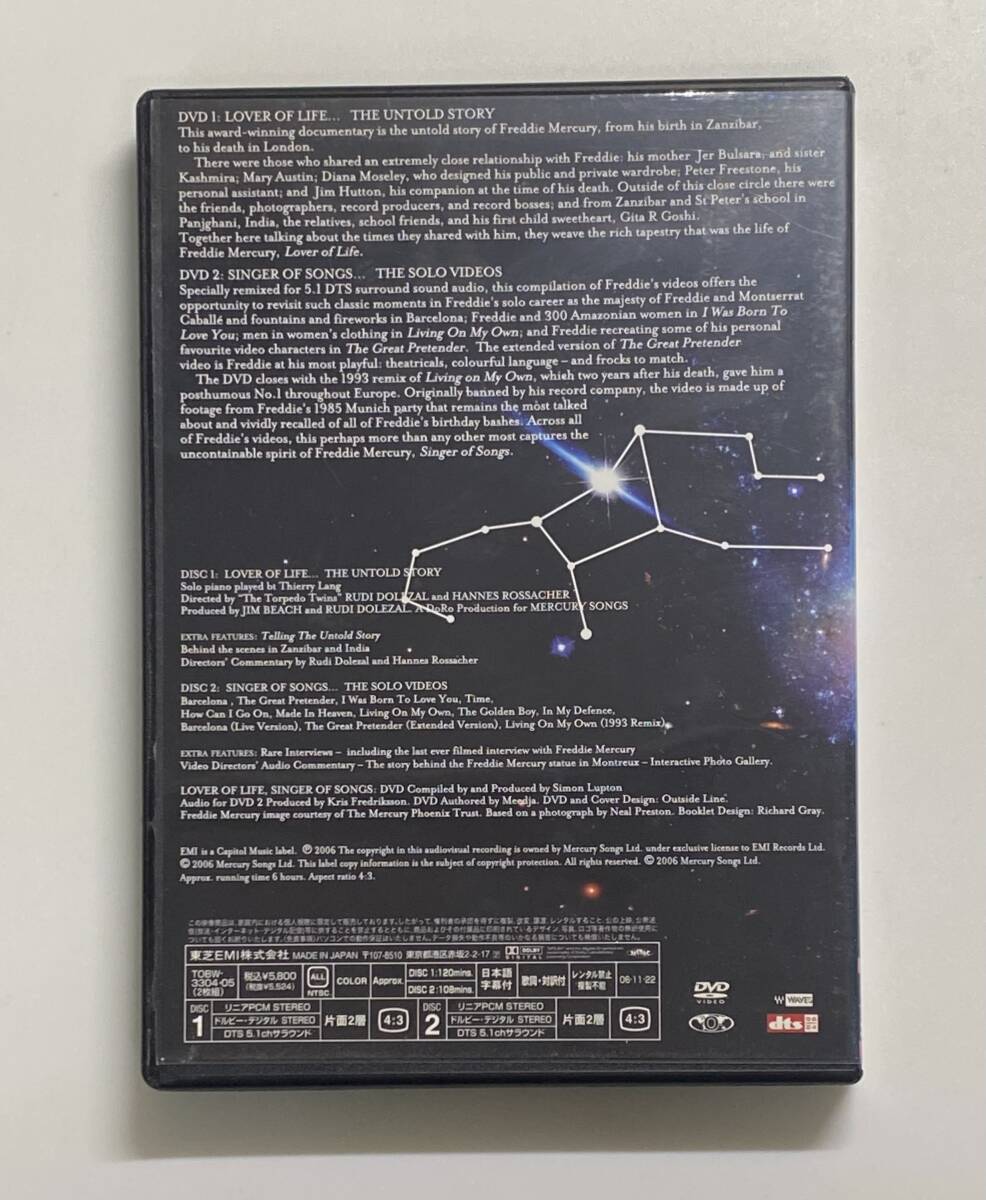 DVD 1: LOVER OF LIFE... THE UNTOLD STORY
This award-winning documentary is the untold story of Freddie Mercury, from his birth in Zanzibar,
to his death in London.
There were those who shared an extremely close relationship with Freddie: his mother Jer Bulsara; and sister
Kashmira; Mary Austin; Diana Moseley, who designed his public and private wardrobe; Peter Freestone, his
personal assistant; and Jim Hutton, his companion at the time of his death. Outside of this close circle there were
the friends, photographers, record producers, and record bosses; and from Zanzibar and St Peter's school in
Panjghani, India, the relatives, school friends, and his first child sweetheart, Gita R Goshi.
Together here talking about the times they shared with him, they weave the rich tapestry that was the life of
Freddie Mercury, Lover of Life.
DVD 2: SINGER OF SONGS... THE SOLO VIDEOS
Specially remixed for 5.1 DTS surround sound audio, this compilation of Freddie's videos offers the
opportunity to revisit such classic moments in Freddie's solo career as the majesty of Freddie and Montserrat
Caballé and fountains and fireworks in Barcelona; Freddie and 300 Amazonian women in I Was Born To
Love You; men in women's clothing in Living On My Own; and Freddie recreating some of his personal
favourite video characters in The Great Pretender. The extended version of The Great Pretender
video is Freddie at his most playful: theatricals, colourful language – and frocks to match.
The DVD closes with the 1993 remix of Living on My Own, which two years after his death, gave him a
posthumous No.1 throughout Europe. Originally banned by his record company, the video is made up of
footage from Freddie's 1985 Munich party that remains the most talked
about and vividly recalled of all of Freddie's birthday bashes. Across all
of Freddie's videos, this perhaps more than any other most captures the
uncontainable spirit of Freddie Mercury, Singer of Songs.
DISC 1: LOVER OF LIFE... THE UNTOLD STORY
Solo piano played bt Thierry Lang
Directed by "The Torpedo Twins" RUDI DOLEZAL and HANNES ROSSACHER
Produced by JIM BEACH and RUDI DOLEZAL. A DoRo Production for MERCURY SONGS
EXTRA FEATURES: Telling The Untold Story
Behind the scenes in Zanzibar and India
Directors' Commentary by Rudi Dolezal and Hannes Rossacher
DISC 2: SINGER OF SONGS... THE SOLO VIDEOS
Barcelona , The Great Pretender, I Was Born To Love You, Time,
How Can I Go On, Made In Heaven, Living On My Own, The Golden Boy, In My Defence,
Barcelona (Live Version), The Great Pretender (Extended Version), Living On My Own (1993 Remix).
EXTRA FEATURES: Rare Interviews – including the last ever filmed interview with Freddie Mercury
Video Directors' Audio Commentary – The story behind the Freddie Mercury statue in Montreux – Interactive Photo Gallery.
LOVER OF LIFE, SINGER OF SONGS: DVD Compiled by and Produced by Simon Lupton
Audio for DVD 2 Produced by Kris Fredriksson. DVD Authored by Meedja. DVD and Cover Design: Outside Line.
Freddie Mercury image courtesy of The Mercury Phoenix Trust. Based on a photograph by Neal Preston. Booklet Design: Richard Gray.
EMI is a Capitol Music label. ℗ 2006 The copyright in this audiovisual recording is owned by Mercury Songs Ltd. under exclusive license to EMI Records Ltd.
© 2006 Mercury Songs Ltd. This label copy information is the subject of copyright protection. All rights reserved. © 2006 Mercury Songs Ltd.
Approx. running time 6 hours. Aspect ratio 4:3.
東芝EMI株式会社 MADE IN JAPAN 〒107-8510 東京都港区赤坂2-2-17 DOLBY DIGITAL
TOBW-3304・05 (2枚組) 税込¥5,800 (税抜¥5,524) ALL NTSC COLOR Approx. DISC 1:120mins. DISC 2:108mins. 日本語字幕付 歌詞・対訳付 レンタル禁止 複製不能 06・11・22
DISC 1 リニアPCM STEREO ドルビー・デジタル STEREO DTS 5.1chサラウンド 片面2層 4:3
DISC 2 リニアPCM STEREO ドルビー・デジタル STEREO DTS 5.1chサラウンド 片面2層 4:3
DVD VIDEO
dts